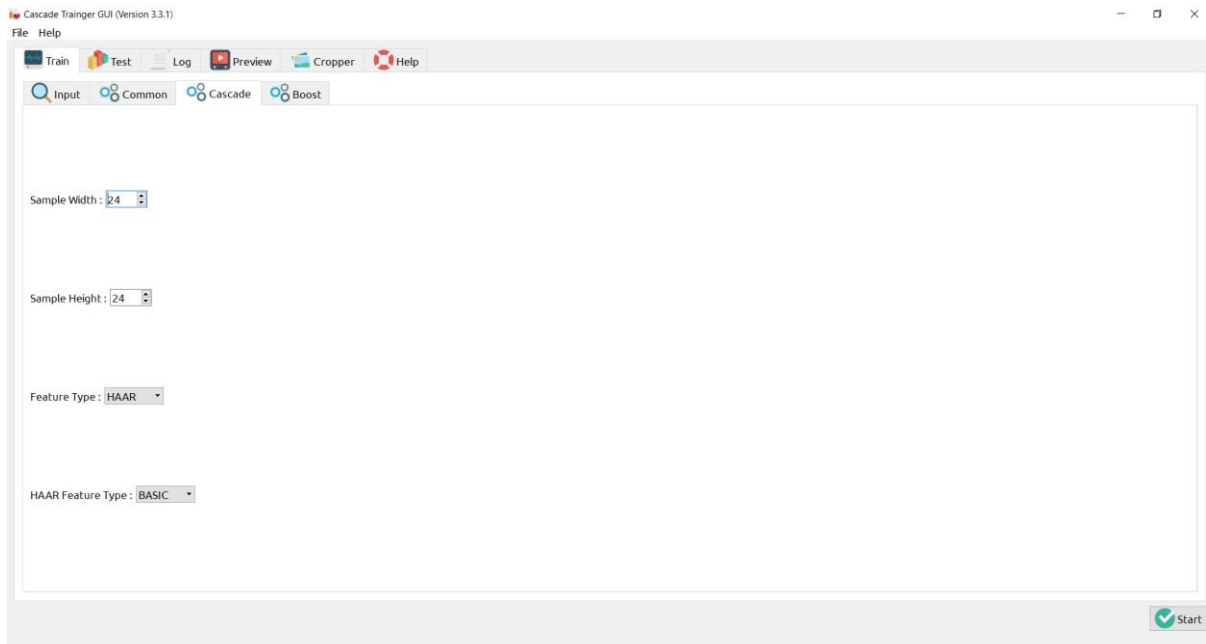 Cascade Trainger GUI (Version 3.3.1)
File Help
Train Test Log Preview Cropper Help
Input Common Cascade Boost
Sample Width : 24
Sample Height : 24
Feature Type : HAAR
HAAR Feature Type : BASIC
Start